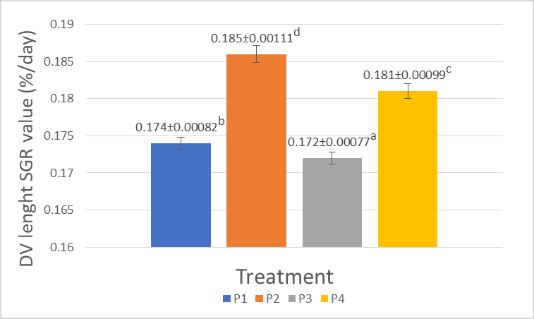 DV lenght SGR value (%/day)
0.19
0.185
0.18
0.175
0.17
0.165
0.16
0.174±0.00082b
0.185±0.00111d
0.172±0.00077a
0.181±0.00099c
Treatment
P1 P2 P3 P4